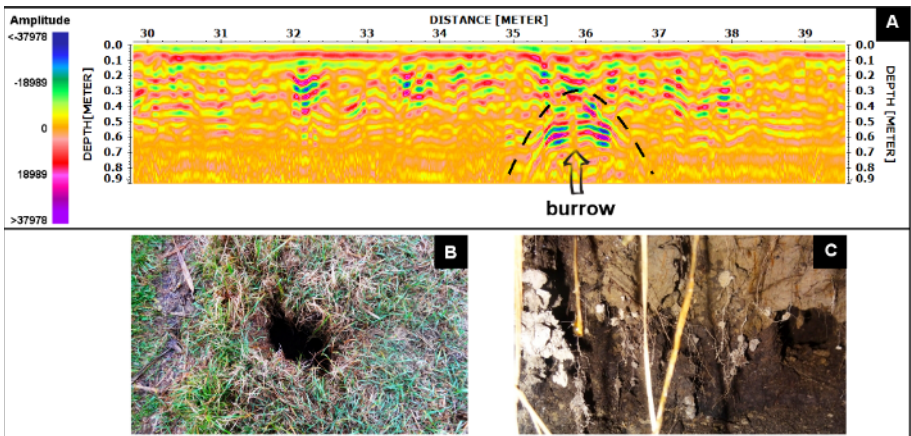 DISTANCE [METER]
A
Amplitude
<-37978
-18989
0
18989
>37978
30 31 32 33 34 35 36 37 38 39
DEPTH[METER]
0.0
0.1
0.2
0.3
0.4
0.5
0.6
0.7
0.8
0.9
0.0
0.1
0.2
0.3
0.4
0.5
0.6
0.7
0.8
0.9
DEPTH [METER]
burrow
B
C